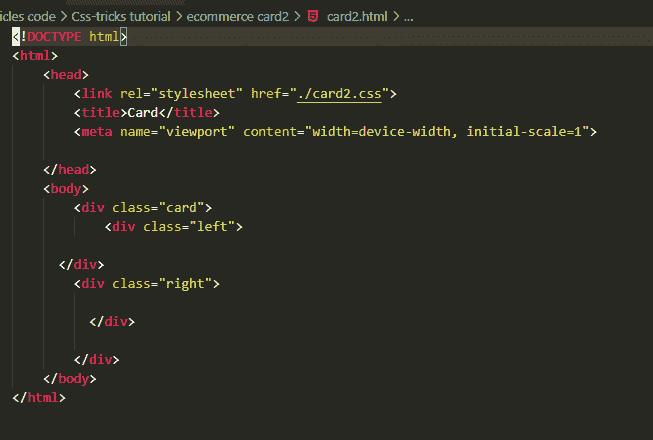 icles code > Css-tricks tutorial > ecommerce card2 > card2.html > ...
<!DOCTYPE html>
<html>
    <head>
        <link rel="stylesheet" href="./card2.css">
        <title>Card</title>
        <meta name="viewport" content="width=device-width, initial-scale=1">

    </head>
    <body>
        <div class="card">
            <div class="left">

      </div>
        <div class="right">

          </div>

        </div>
    </body>
</html>